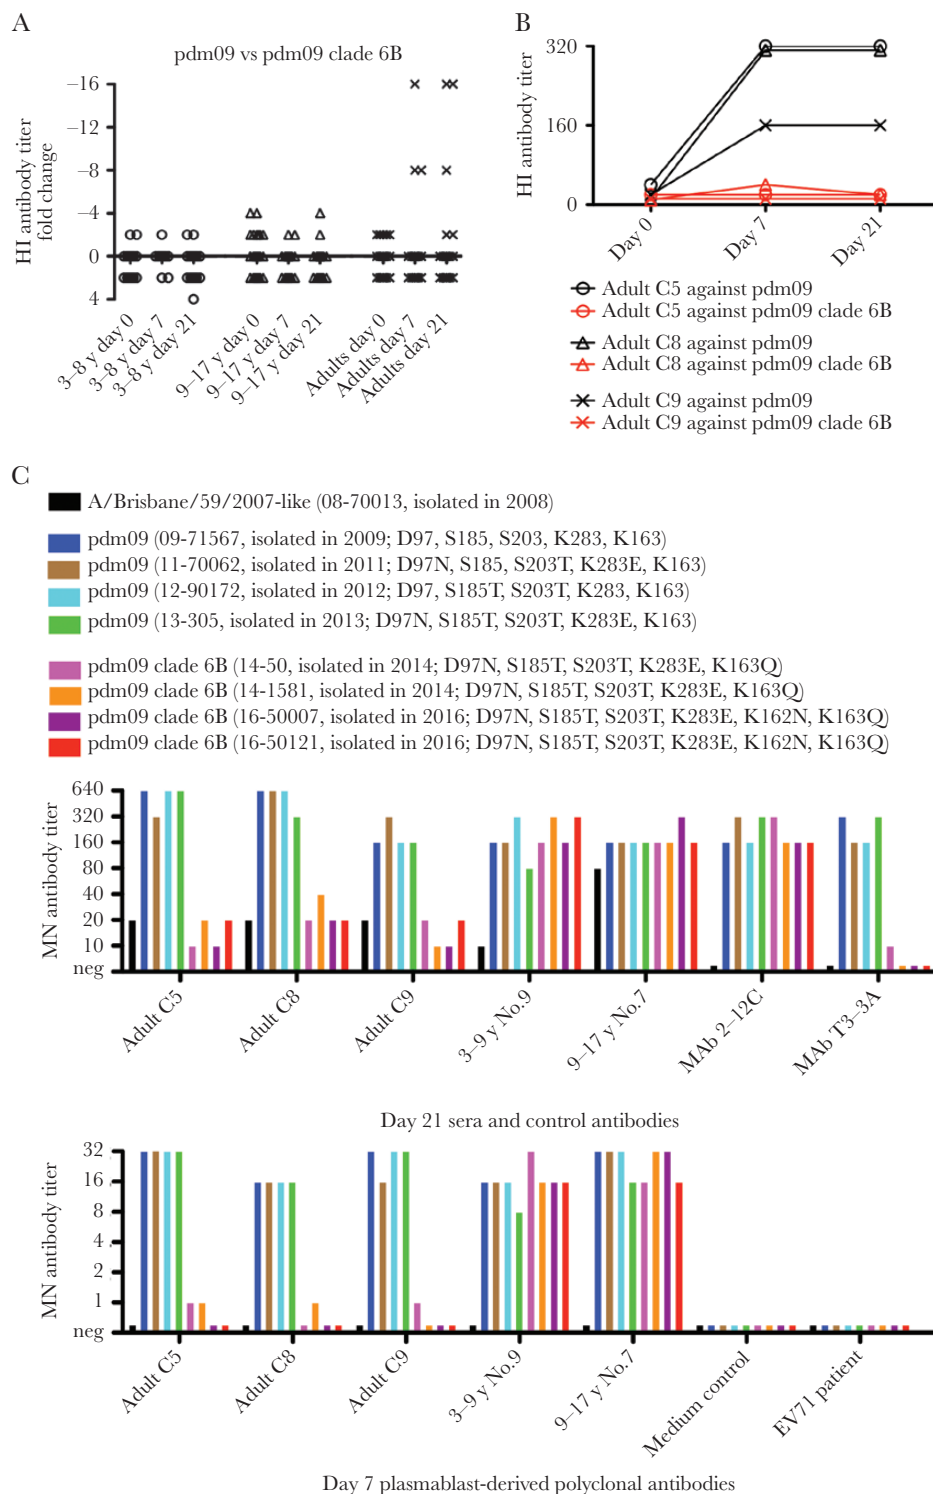 A
pdm09 vs pdm09 clade 6B
HI antibody titer
fold change
−16
−12
−8
−4
0
4
3–8 y day 0
3–8 y day 7
3–8 y day 21
9–17 y day 0
9–17 y day 7
9–17 y day 21
Adults day 0
Adults day 7
Adults day 21
B
HI antibody titer
320
160
0
Day 0
Day 7
Day 21
Adult C5 against pdm09
Adult C5 against pdm09 clade 6B
Adult C8 against pdm09
Adult C8 against pdm09 clade 6B
Adult C9 against pdm09
Adult C9 against pdm09 clade 6B
C
A/Brisbane/59/2007-like (08-70013, isolated in 2008)
pdm09 (09-71567, isolated in 2009; D97, S185, S203, K283, K163)
pdm09 (11-70062, isolated in 2011; D97N, S185, S203T, K283E, K163)
pdm09 (12-90172, isolated in 2012; D97, S185T, S203T, K283, K163)
pdm09 (13-305, isolated in 2013; D97N, S185T, S203T, K283E, K163)
pdm09 clade 6B (14-50, isolated in 2014; D97N, S185T, S203T, K283E, K163Q)
pdm09 clade 6B (14-1581, isolated in 2014; D97N, S185T, S203T, K283E, K163Q)
pdm09 clade 6B (16-50007, isolated in 2016; D97N, S185T, S203T, K283E, K162N, K163Q)
pdm09 clade 6B (16-50121, isolated in 2016; D97N, S185T, S203T, K283E, K162N, K163Q)
MN antibody titer
640
320
160
80
40
20
10
neg
Adult C5
Adult C8
Adult C9
3–9 y No.9
9–17 y No.7
MAb 2–12C
MAb T3–3A
Day 21 sera and control antibodies
MN antibody titer
32
16
8
4
2
1
neg
Adult C5
Adult C8
Adult C9
3–9 y No.9
9–17 y No.7
Medium control
EV71 patient
Day 7 plasmablast-derived polyclonal antibodies